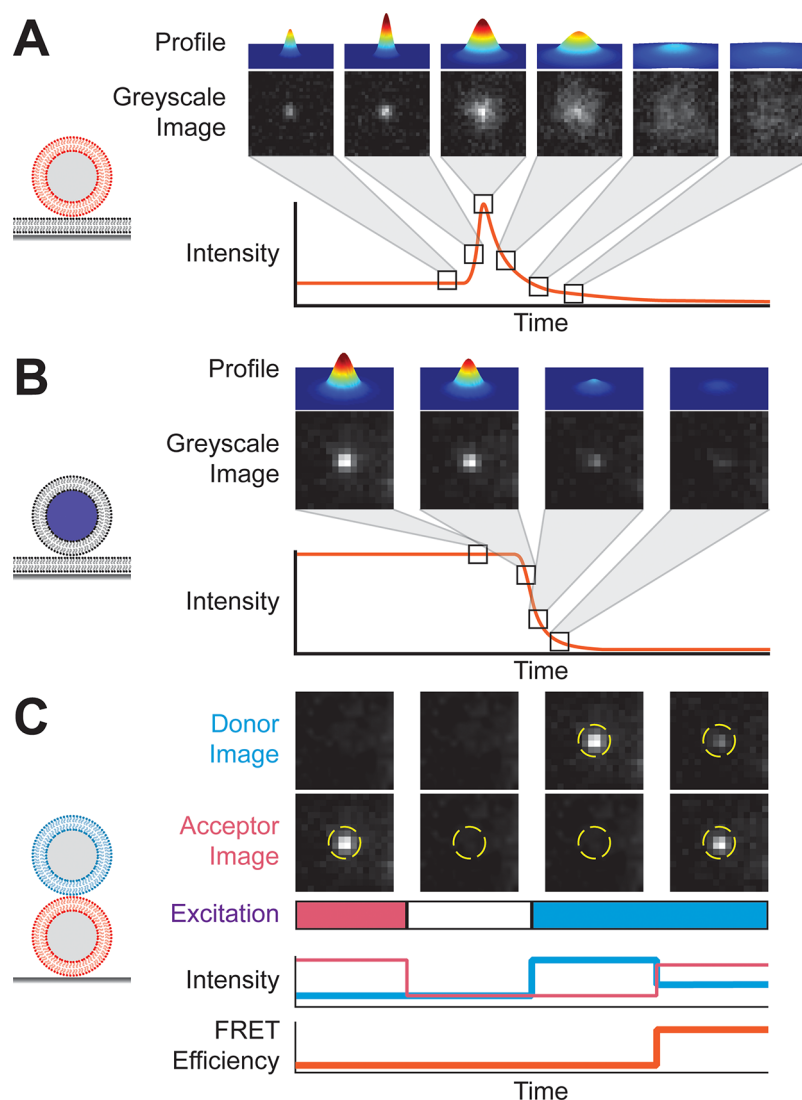 A
Profile
Greyscale
Image
Intensity
Time
B
Profile
Greyscale
Image
Intensity
Time
C
Donor
Image
Acceptor
Image
Excitation
Intensity
FRET
Efficiency
Time